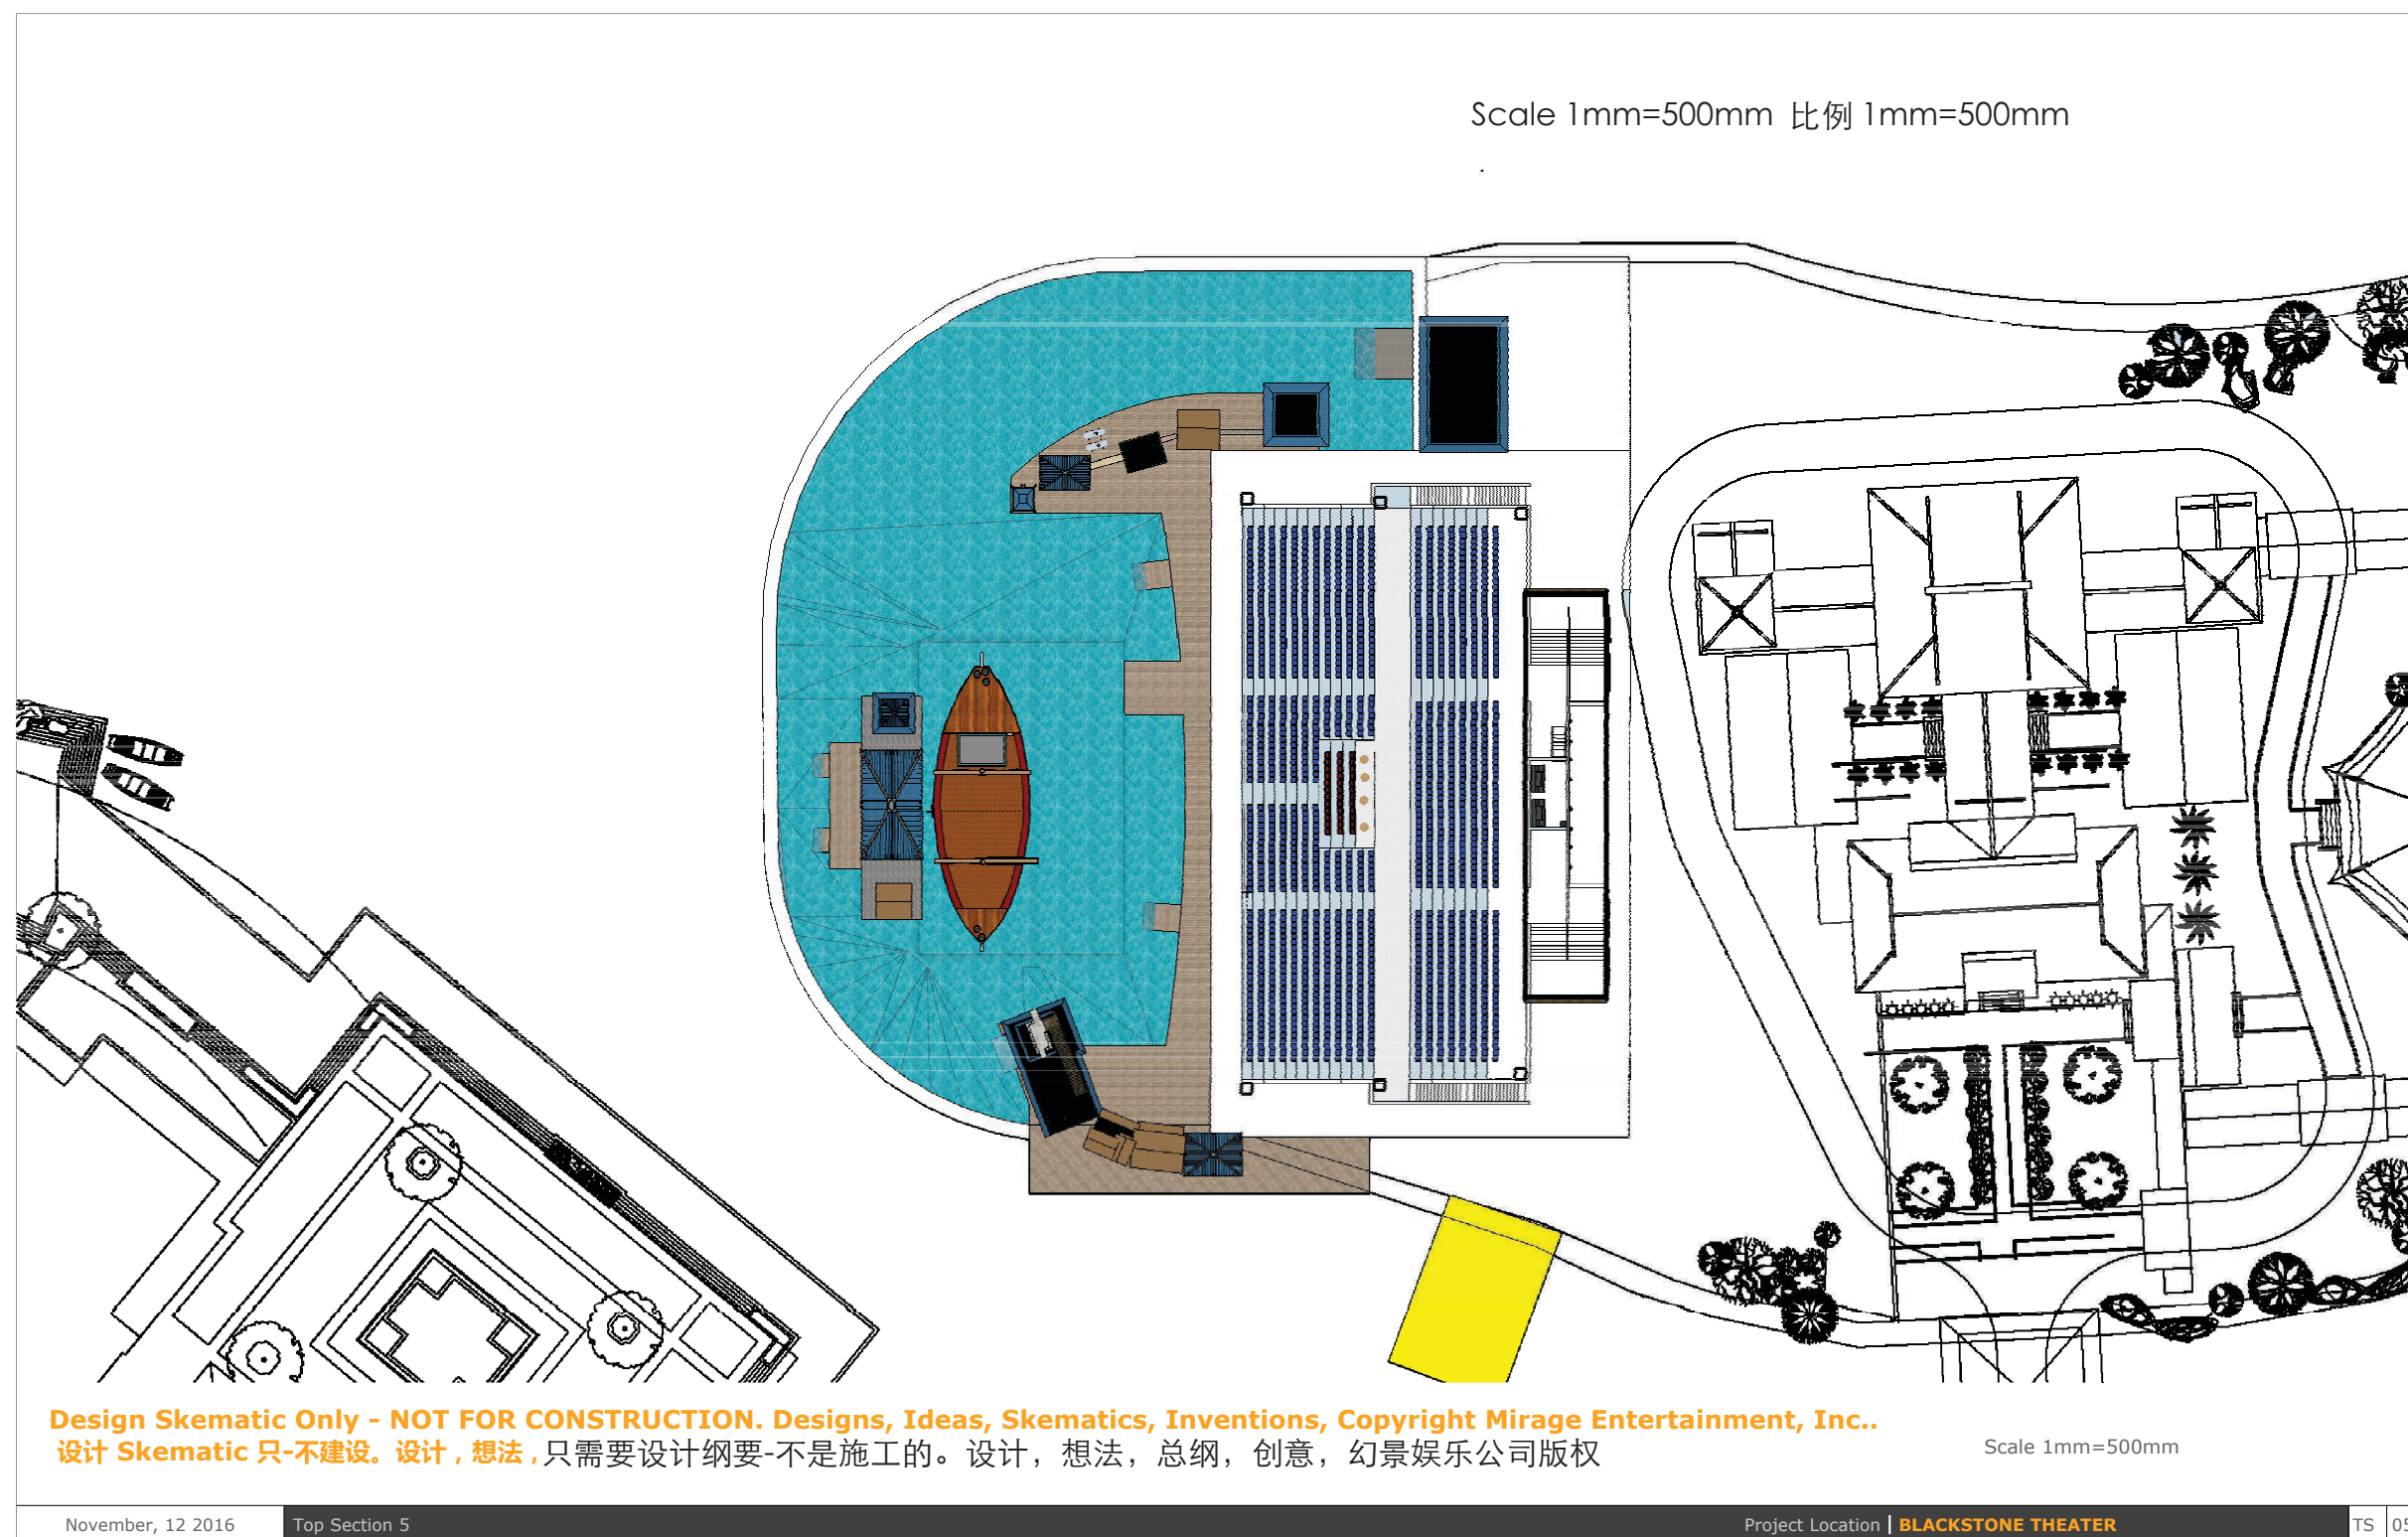 Scale 1mm=500mm 比例 1mm=500mm
Design Skematic Only - NOT FOR CONSTRUCTION. Designs, Ideas, Skematics, Inventions, Copyright Mirage Entertainment, Inc..
设计 Skematic 只-不建设。设计 , 想法 , 只需要设计纲要-不是施工的。设计，想法，总纲，创意，幻景娱乐公司版权
Scale 1mm=500mm
November, 12 2016
Top Section 5
Project Location | BLACKSTONE THEATER
TS